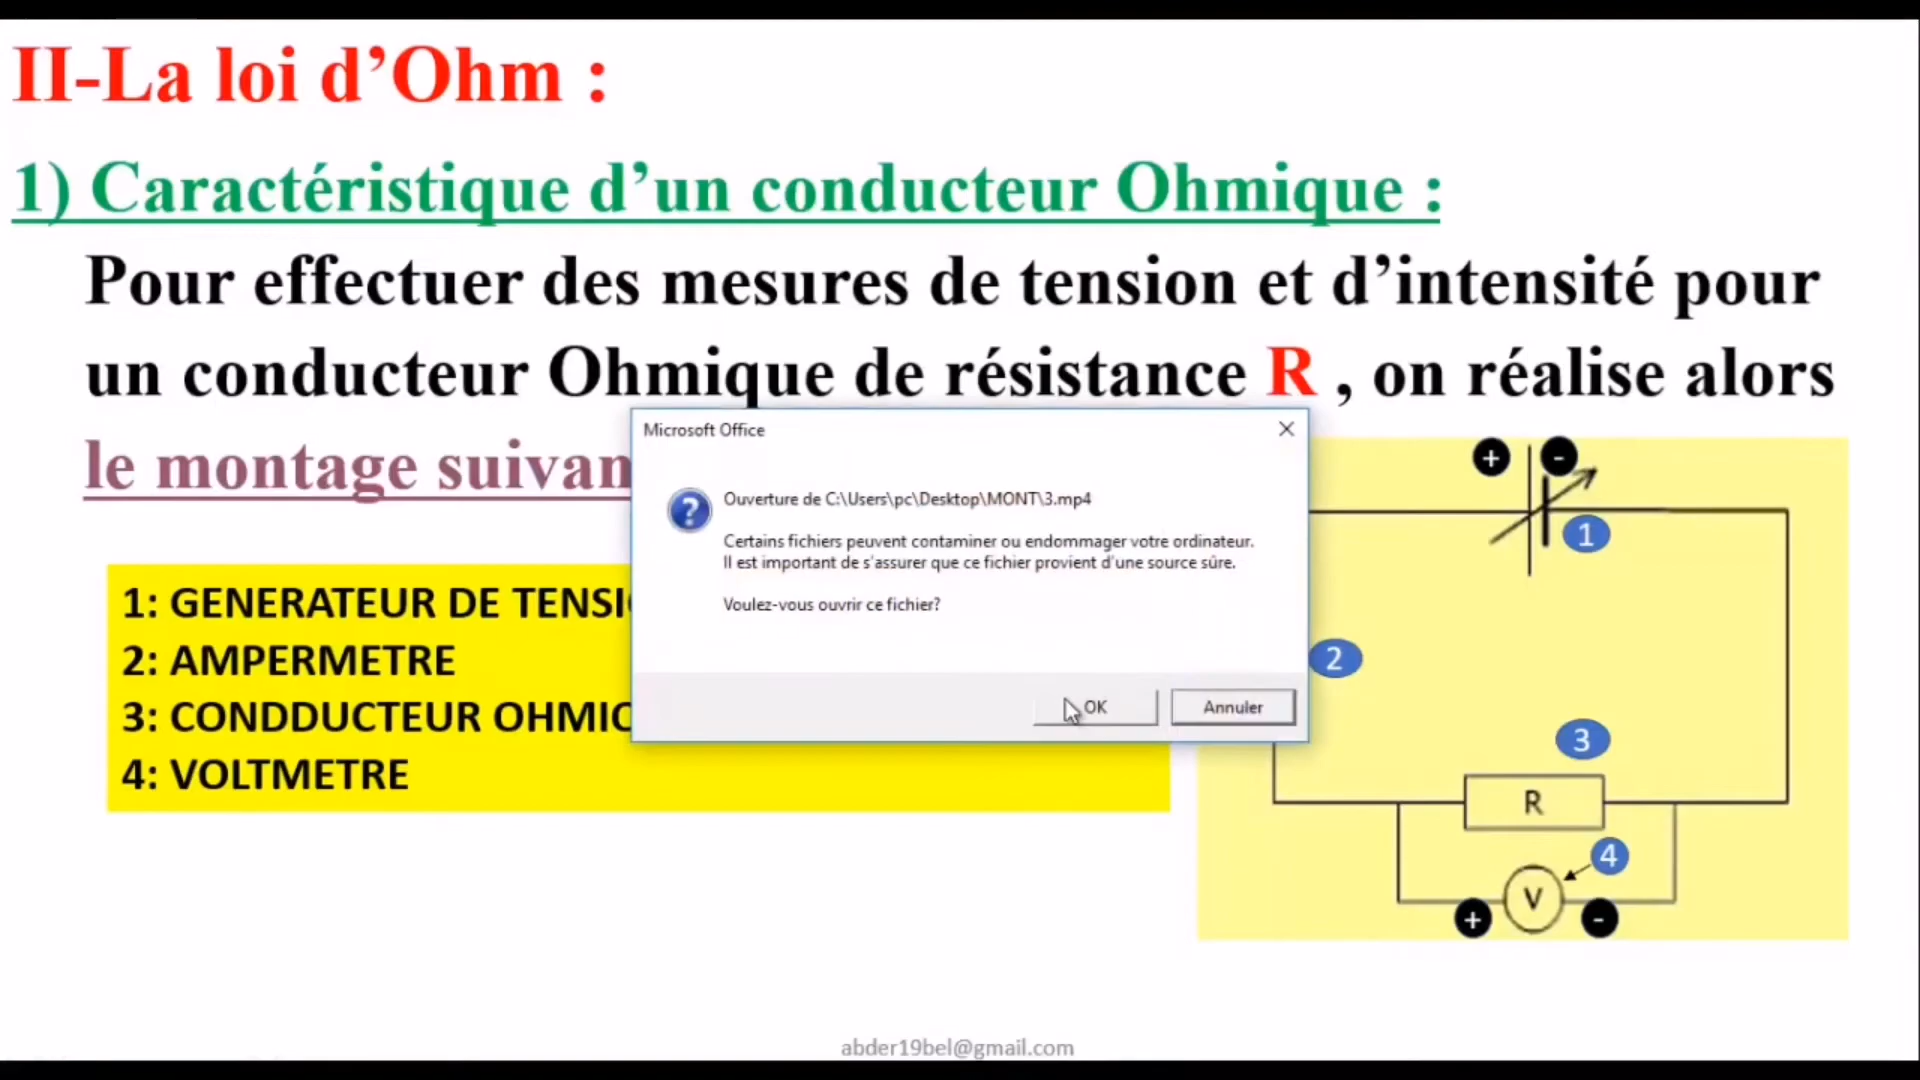 II-La loi d’Ohm :
1) Caractéristique d’un conducteur Ohmique :
Pour effectuer des mesures de tension et d’intensité pour
un conducteur Ohmique de résistance R , on réalise alors
le montage suivan
Microsoft Office
Ouverture de C:\Users\pc\Desktop\MONT\3.mp4
Certains fichiers peuvent contaminer ou endommager votre ordinateur.
Il est important de s'assurer que ce fichier provient d'une source sûre.
Voulez-vous ouvrir ce fichier?
OK
Annuler
1: GENERATEUR DE TENSI
2: AMPERMETRE
3: CONDDUCTEUR OHMIC
4: VOLTMETRE
+ -
1
2
3
R
4
V
+ -
abder19bel@gmail.com